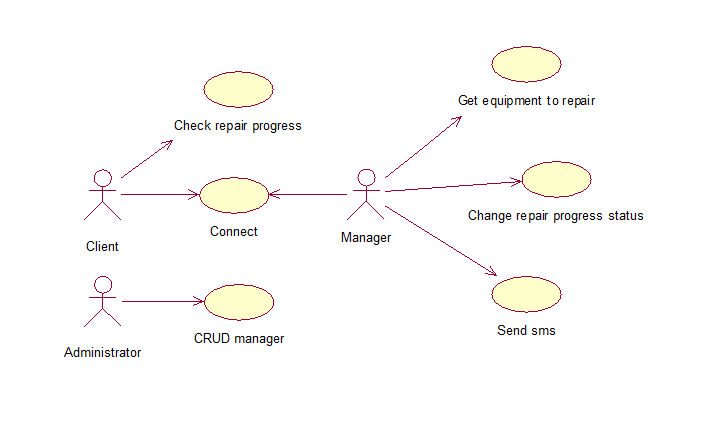 Get equipment to repair
Check repair progress
Change repair progress status
Connect
Manager
Client
Send sms
CRUD manager
Administrator